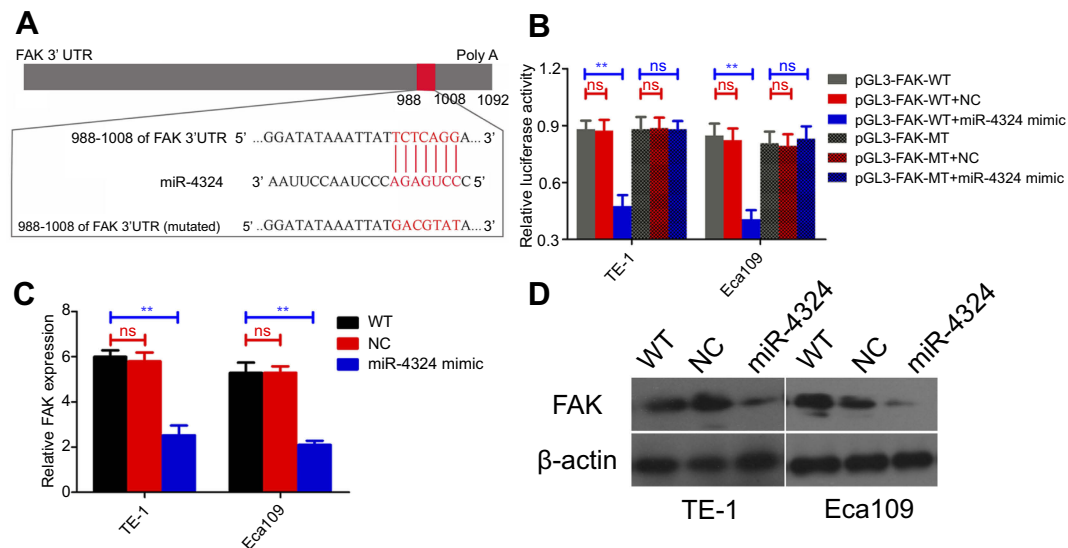 A
FAK 3’ UTR Poly A
988 1008 1092
988-1008 of FAK 3’UTR 5’ ...GGATATAAATTATTCTCAGGA... 3’
miR-4324 3’ AAUUCCAAUCCCAGAGUCCC 5’
988-1008 of FAK 3’UTR (mutated) 5’ ...GGATATAAATTATGACGTATA... 3’
B
Relative luciferase activity
1.2
0.9
0.6
0.3
** ns ** ns
ns ns ns ns
TE-1 Eca109
pGL3-FAK-WT
pGL3-FAK-WT+NC
pGL3-FAK-WT+miR-4324 mimic
pGL3-FAK-MT
pGL3-FAK-MT+NC
pGL3-FAK-MT+miR-4324 mimic
C
Relative FAK expression
8
6
4
2
0
** **
ns ns
TE-1 Eca109
WT
NC
miR-4324 mimic
D
WT NC miR-4324 WT NC miR-4324
FAK
β-actin
TE-1 Eca109